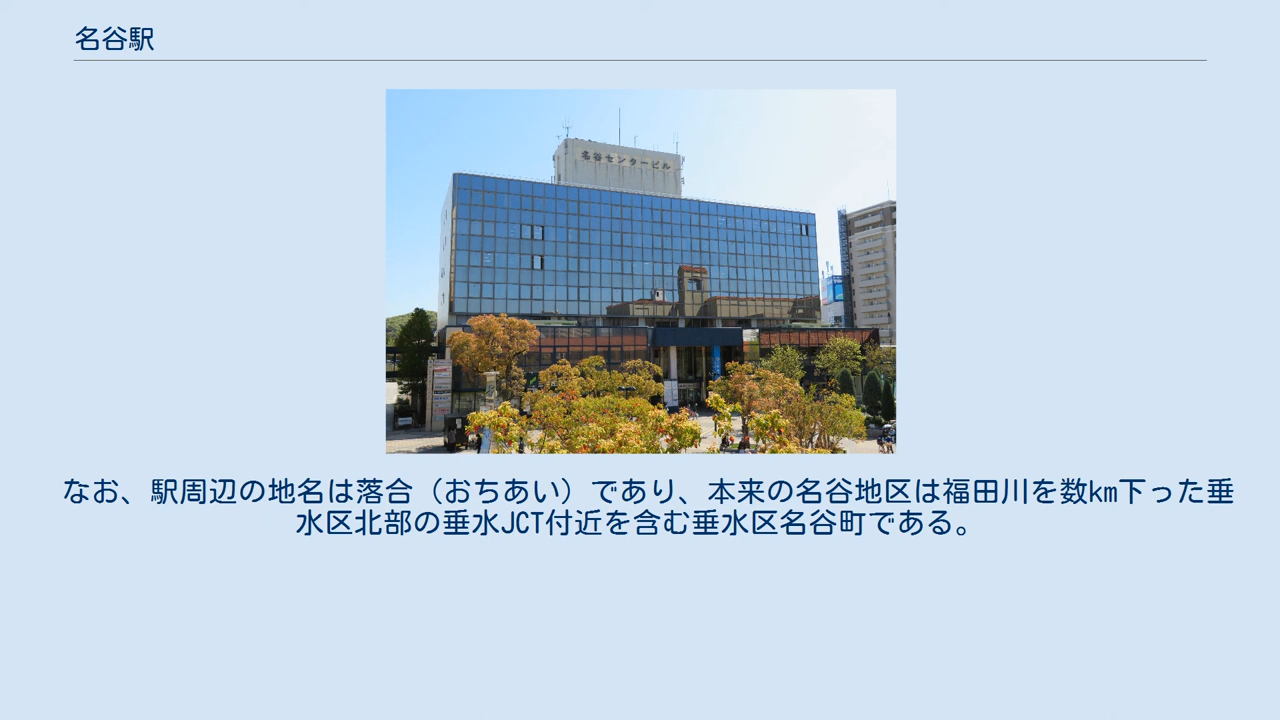 名谷駅
名谷センタービル
なお、駅周辺の地名は落合（おちあい）であり、本来の名谷地区は福田川を数km下った垂
水区北部の垂水JCT付近を含む垂水区名谷町である。